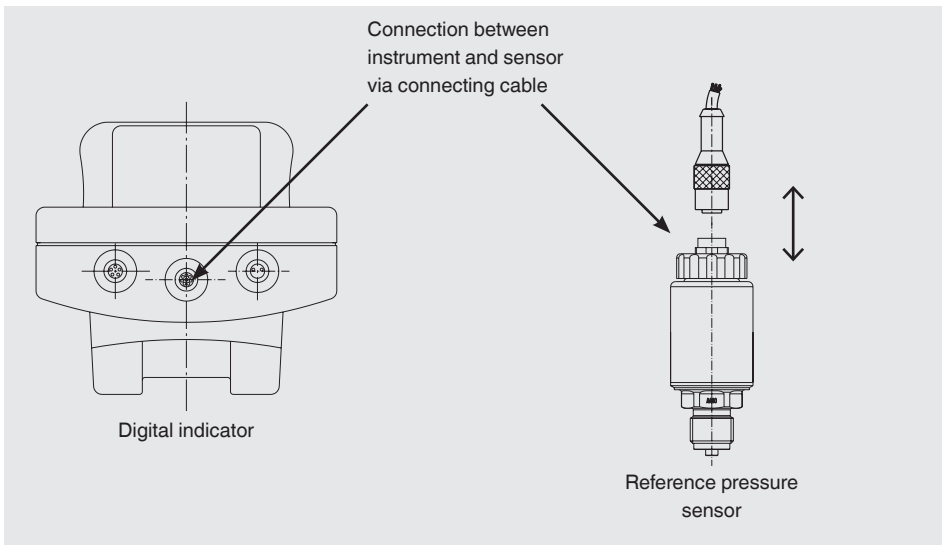 Connection between
instrument and sensor
via connecting cable
Digital indicator
Reference pressure
sensor